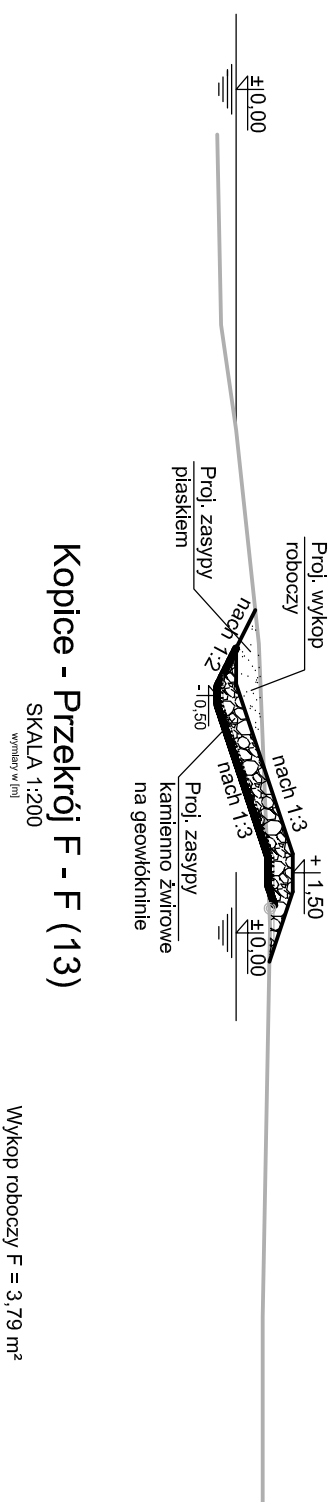 ± 0,00
Proj. wykop
roboczy
Proj. zasypy
piaskiem
nach 1:2
- 0,50
nach 1:3
nach 1:3
+ 1,50
± 0,00
Proj. zasypy
kamienno żwirowe
na geowłókninie
Kopice - Przekrój F - F (13)
SKALA 1:200
wymiary w [m]
Wykop roboczy F = 3,79 m²